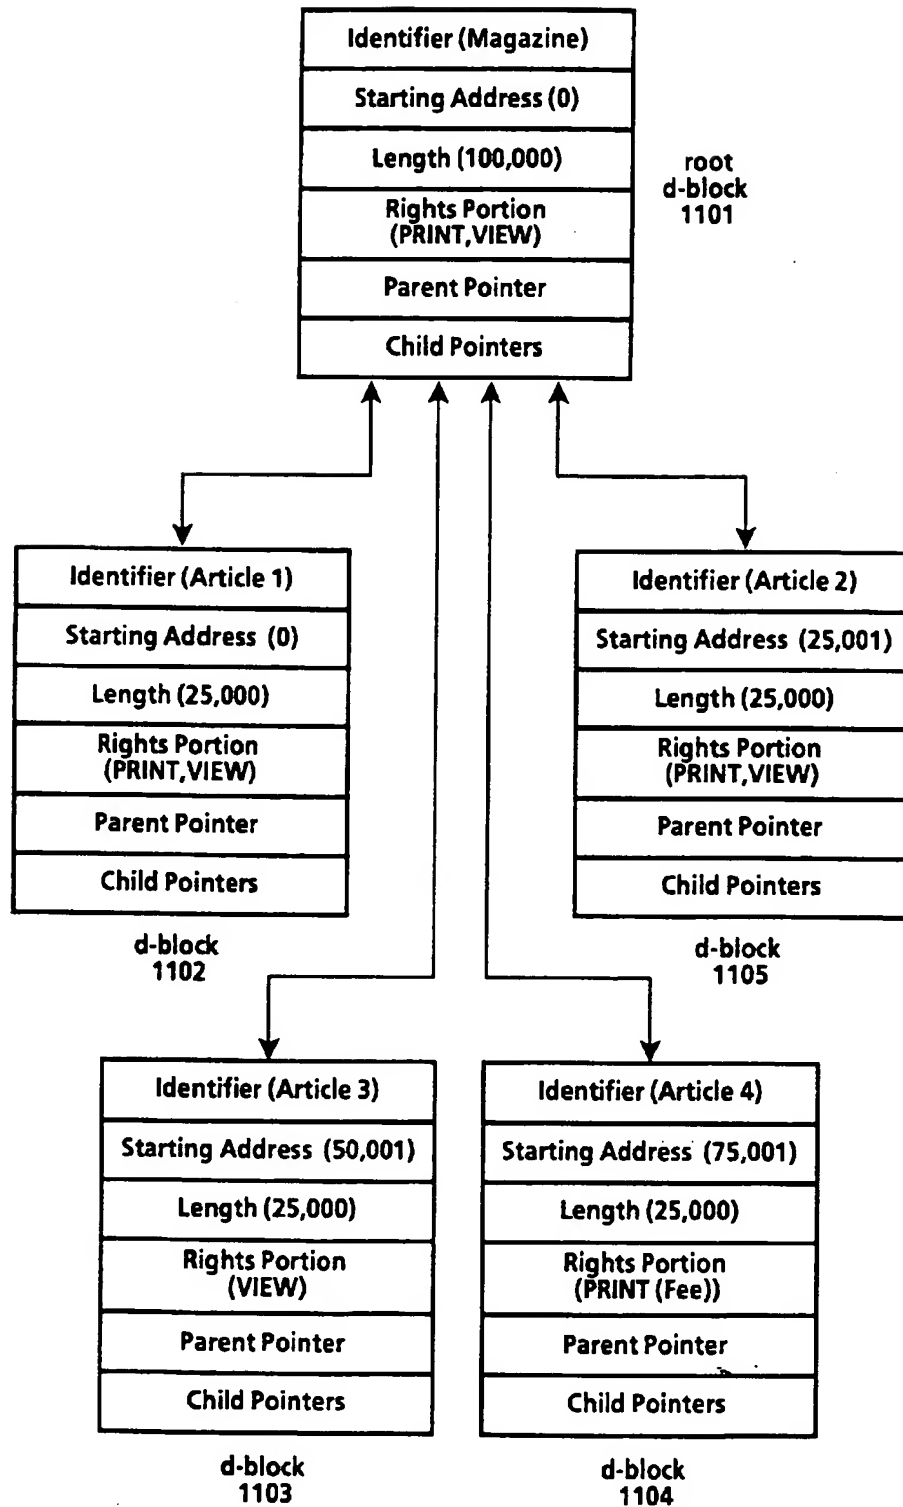 Identifier (Magazine)
Starting Address (0)
Length (100,000)
Rights Portion
(PRINT,VIEW)
Parent Pointer
Child Pointers
root
d-block
1101
Identifier (Article 1)
Starting Address (0)
Length (25,000)
Rights Portion
(PRINT,VIEW)
Parent Pointer
Child Pointers
d-block
1102
Identifier (Article 2)
Starting Address (25,001)
Length (25,000)
Rights Portion
(PRINT,VIEW)
Parent Pointer
Child Pointers
d-block
1105
Identifier (Article 3)
Starting Address (50,001)
Length (25,000)
Rights Portion
(VIEW)
Parent Pointer
Child Pointers
d-block
1103
Identifier (Article 4)
Starting Address (75,001)
Length (25,000)
Rights Portion
(PRINT (Fee))
Parent Pointer
Child Pointers
d-block
1104